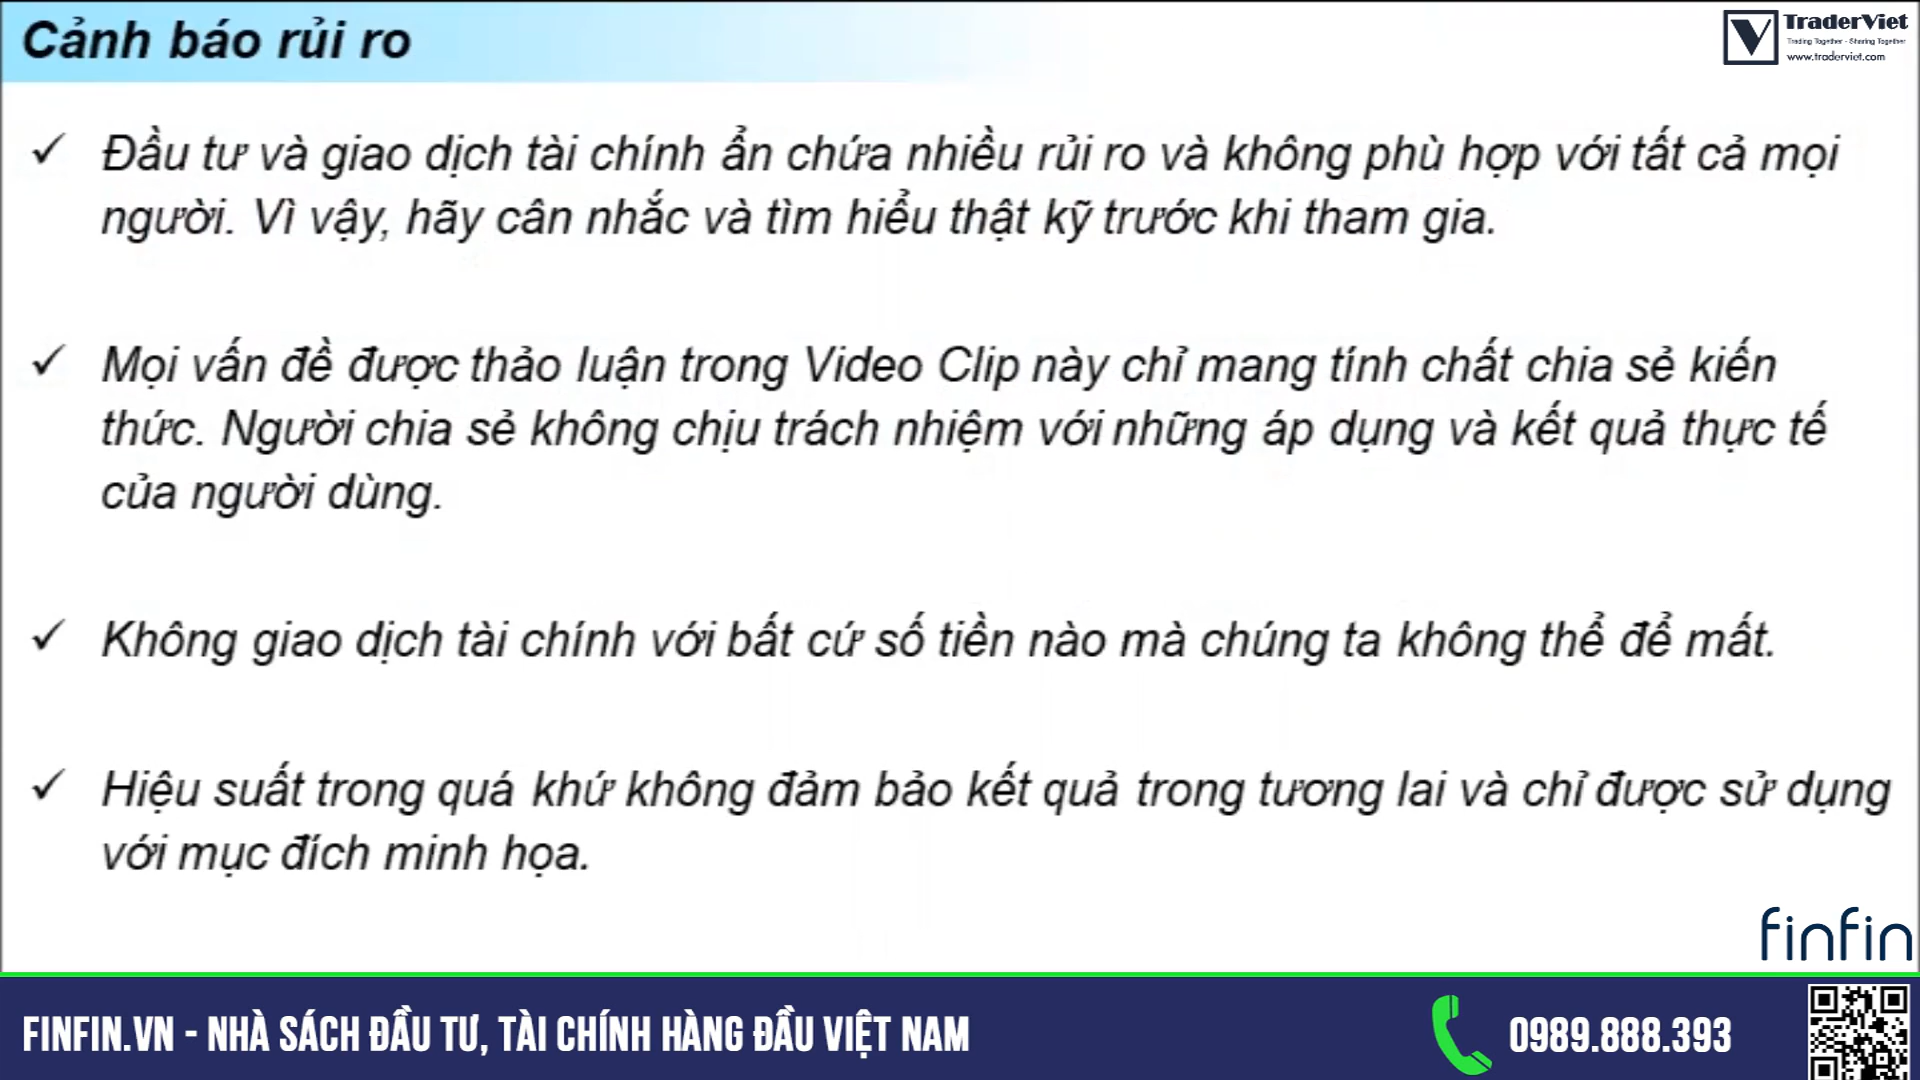 Cảnh báo rủi ro
TraderViet
Trading Together - Sharing Together
www.traderviet.com
✓ Đầu tư và giao dịch tài chính ẩn chứa nhiều rủi ro và không phù hợp với tất cả mọi
người. Vì vậy, hãy cân nhắc và tìm hiểu thật kỹ trước khi tham gia.
✓ Mọi vấn đề được thảo luận trong Video Clip này chỉ mang tính chất chia sẻ kiến
thức. Người chia sẻ không chịu trách nhiệm với những áp dụng và kết quả thực tế
của người dùng.
✓ Không giao dịch tài chính với bất cứ số tiền nào mà chúng ta không thể để mất.
✓ Hiệu suất trong quá khứ không đảm bảo kết quả trong tương lai và chỉ được sử dụng
với mục đích minh họa.
finfin
FINFIN.VN - NHÀ SÁCH ĐẦU TƯ, TÀI CHÍNH HÀNG ĐẦU VIỆT NAM
0989.888.393